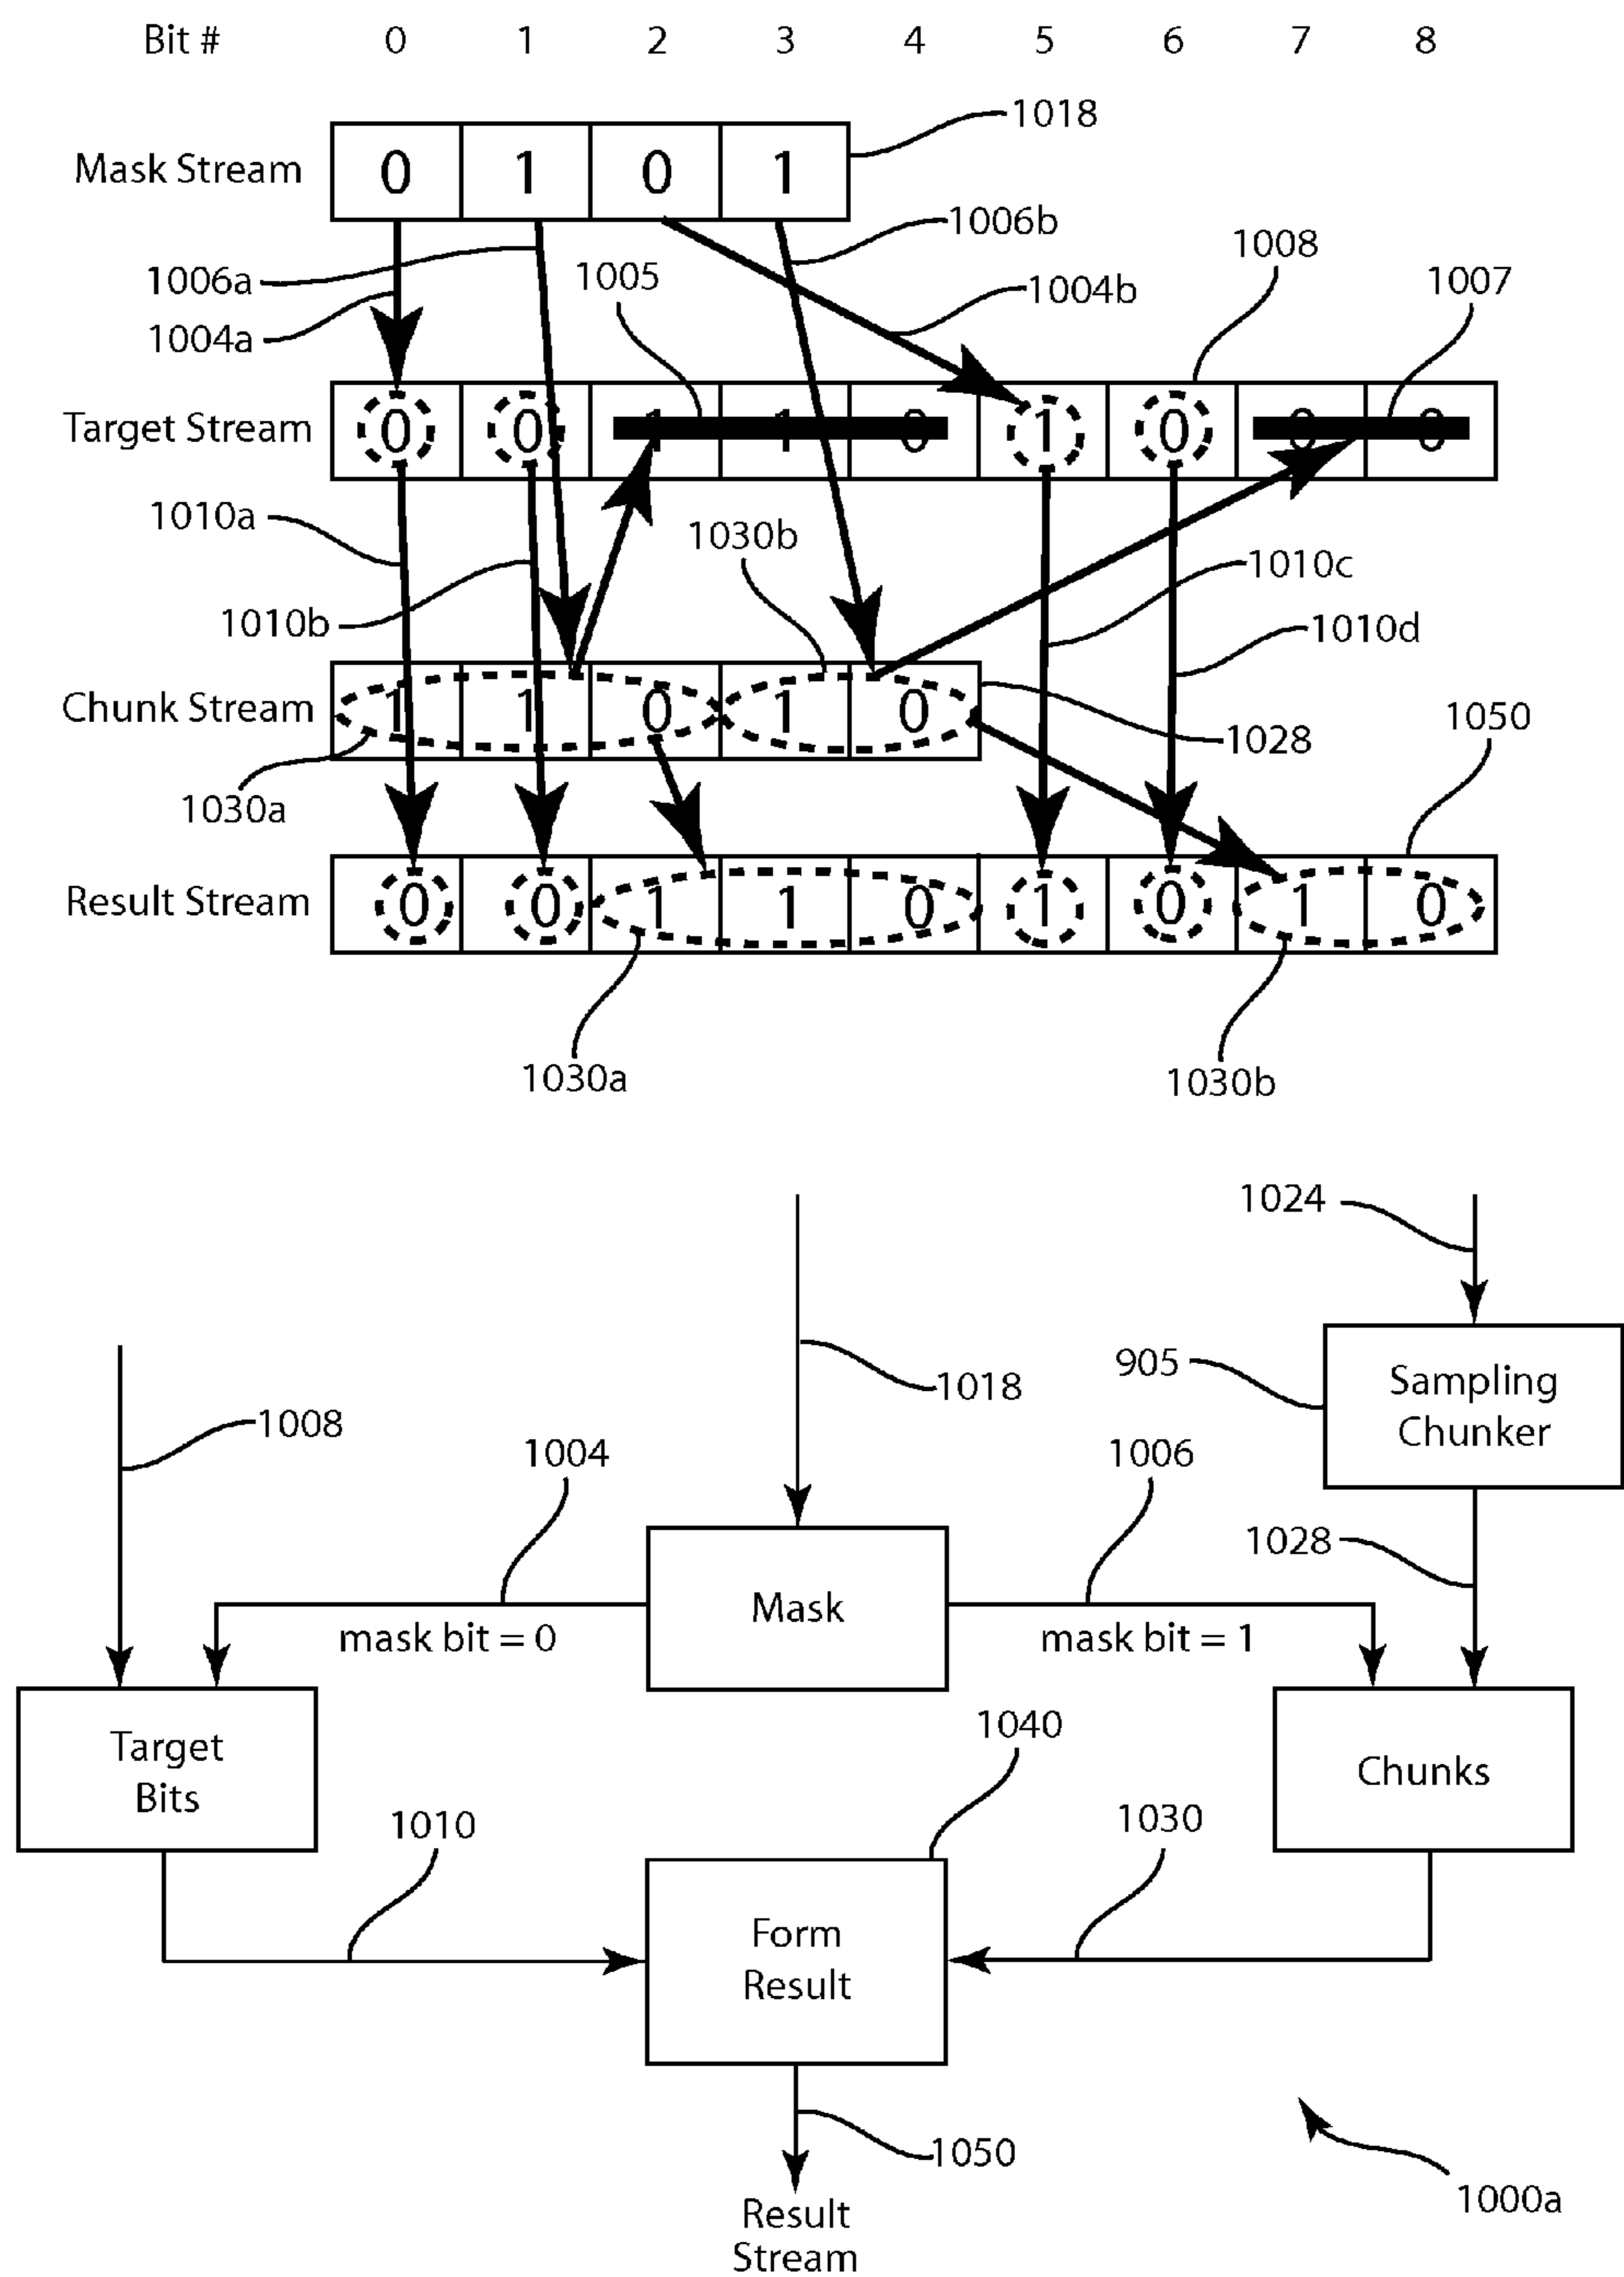 Bit # 0 1 2 3 4 5 6 7 8
1018
Mask Stream 0 1 0 1
1006b
1008
1006a 1005 1004b 1007
1004a
Target Stream 0 0 1 1 0 1 0 0 0
1010a
1030b
1010c
1010b
1010d
Chunk Stream 1 1 0 1 0
1050
1028
1030a
Result Stream 0 0 1 1 0 1 0 1 0
1030a
1030b
1024
905
Sampling
Chunker
1018
1008
1004
1006
1028
Mask
mask bit = 0
mask bit = 1
Target
Bits
1040
Chunks
1010
1030
Form
Result
1050
1000a
Result
Stream